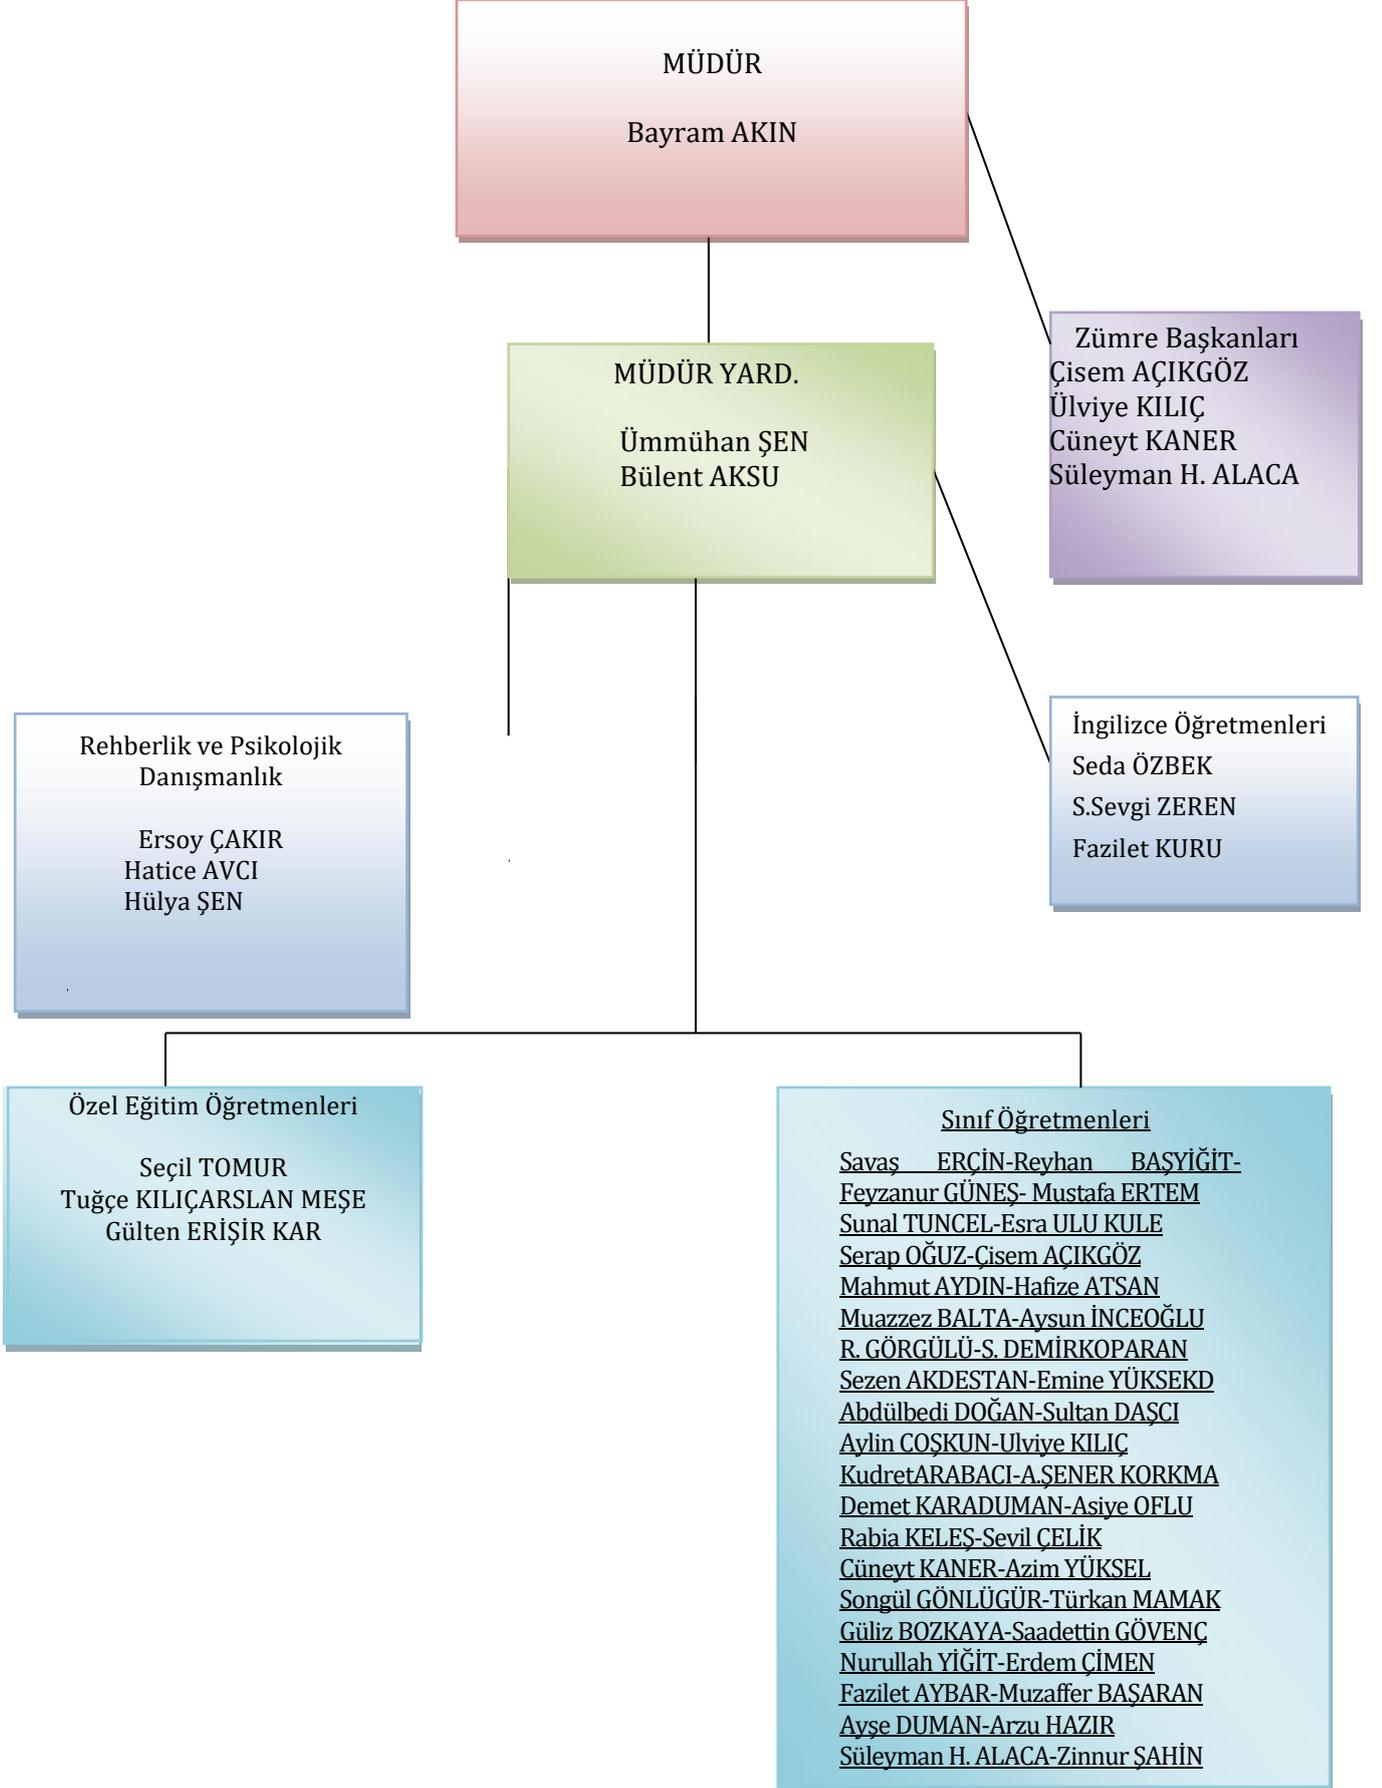 MÜDÜR
Bayram AKIN
Zümre Başkanları
Çisem AÇIKGÖZ
Ülviye KILIÇ
Cüneyt KANER
Süleyman H. ALACA
MÜDÜR YARD.
Ümmühan ŞEN
Bülent AKSU
İngilizce Öğretmenleri
Seda ÖZBEK
S.Sevgi ZEREN
Fazilet KURU
Rehberlik ve Psikolojik
Danışmanlık
Ersoy ÇAKIR
Hatice AVCI
Hülya ŞEN
Özel Eğitim Öğretmenleri
Seçil TOMUR
Tuğçe KILIÇARSLAN MEŞE
Gülten ERİŞİR KAR
Sınıf Öğretmenleri
Savaş ERÇİN-Reyhan BAŞYİĞİT-
Feyzanur GÜNEŞ- Mustafa ERTEM
Sunal TUNCEL-Esra ULU KULE
Serap OĞUZ-Çisem AÇIKGÖZ
Mahmut AYDIN-Hafize ATSAN
Muazzez BALTA-Aysun İNCEOĞLU
R. GÖRGÜLÜ-S. DEMİRKOPARAN
Sezen AKDESTAN-Emine YÜKSEKD
Abdülbedi DOĞAN-Sultan DAŞCI
Aylin COŞKUN-Ulviye KILIÇ
KudretARABACI-A.ŞENER KORKMA
Demet KARADUMAN-Asiye OFLU
Rabia KELEŞ-Sevil ÇELİK
Cüneyt KANER-Azim YÜKSEL
Songül GÖNLÜGÜR-Türkan MAMAK
Güliz BOZKAYA-Saadettin GÖVENÇ
Nurullah YİĞİT-Erdem ÇİMEN
Fazilet AYBAR-Muzaffer BAŞARAN
Ayşe DUMAN-Arzu HAZIR
Süleyman H. ALACA-Zinnur ŞAHİN